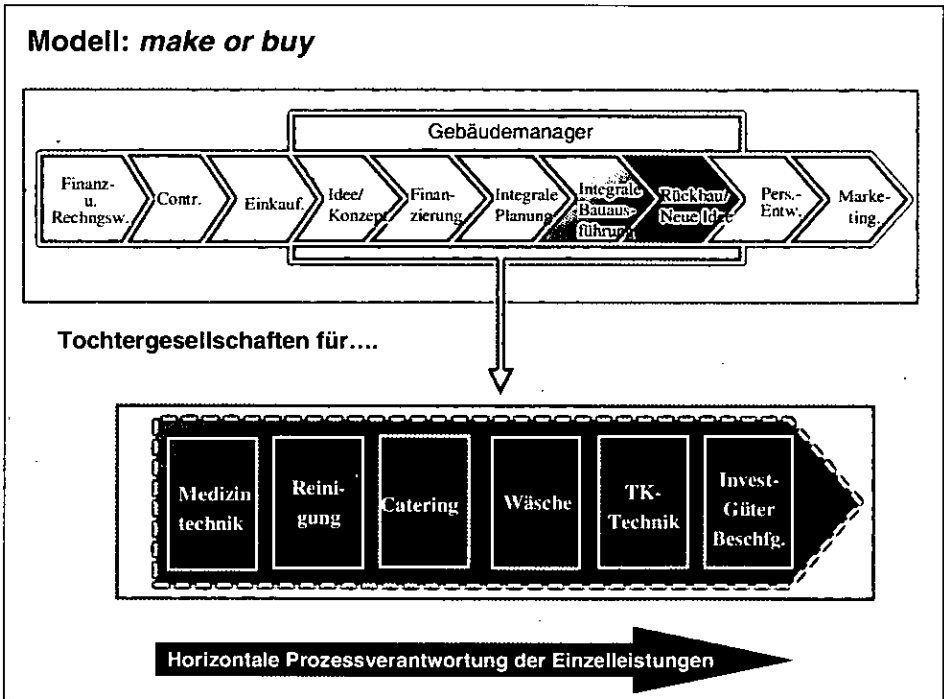 Modell: make or buy
Gebäudemanager
Finanz-
u.
Rechngsw.
Contr.
Einkauf.
Idee/
Konzept
Finan-
zierung
Integrale
Planung
Integrale
Bauaus-
führung
Rückbau/
Neue Idee
Pers.-
Entw.
Marke-
ting.
Tochtergesellschaften für....
Medizin
technik
Reini-
gung
Catering
Wäsche
TK-
Technik
Invest-
Güter
Beschfg.
Horizontale Prozessverantwortung der Einzelleistungen